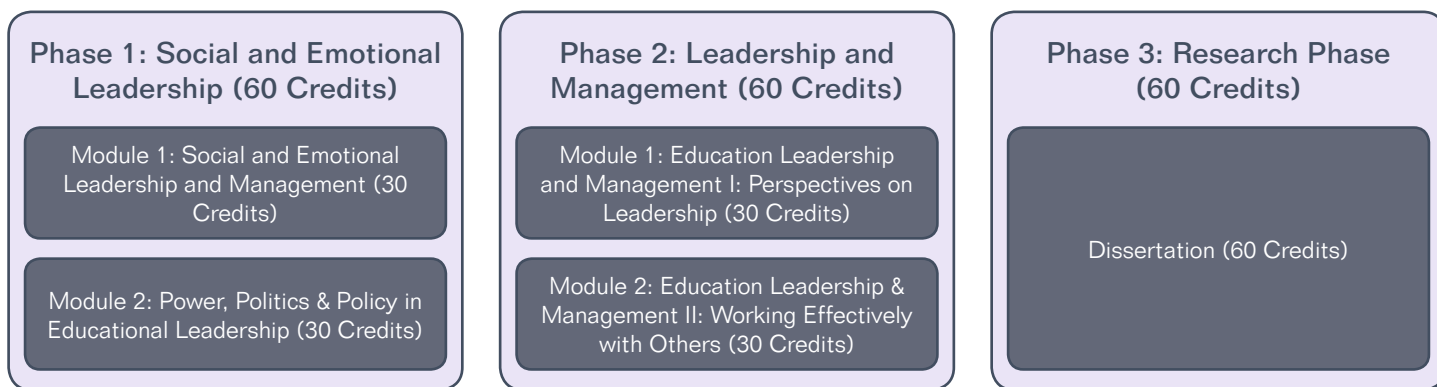 Phase 1: Social and Emotional
Leadership (60 Credits)
Module 1: Social and Emotional
Leadership and Management (30
Credits)
Module 2: Power, Politics & Policy in
Educational Leadership (30 Credits)
Phase 2: Leadership and
Management (60 Credits)
Module 1: Education Leadership
and Management I: Perspectives on
Leadership (30 Credits)
Module 2: Education Leadership &
Management II: Working Effectively
with Others (30 Credits)
Phase 3: Research Phase
(60 Credits)
Dissertation (60 Credits)